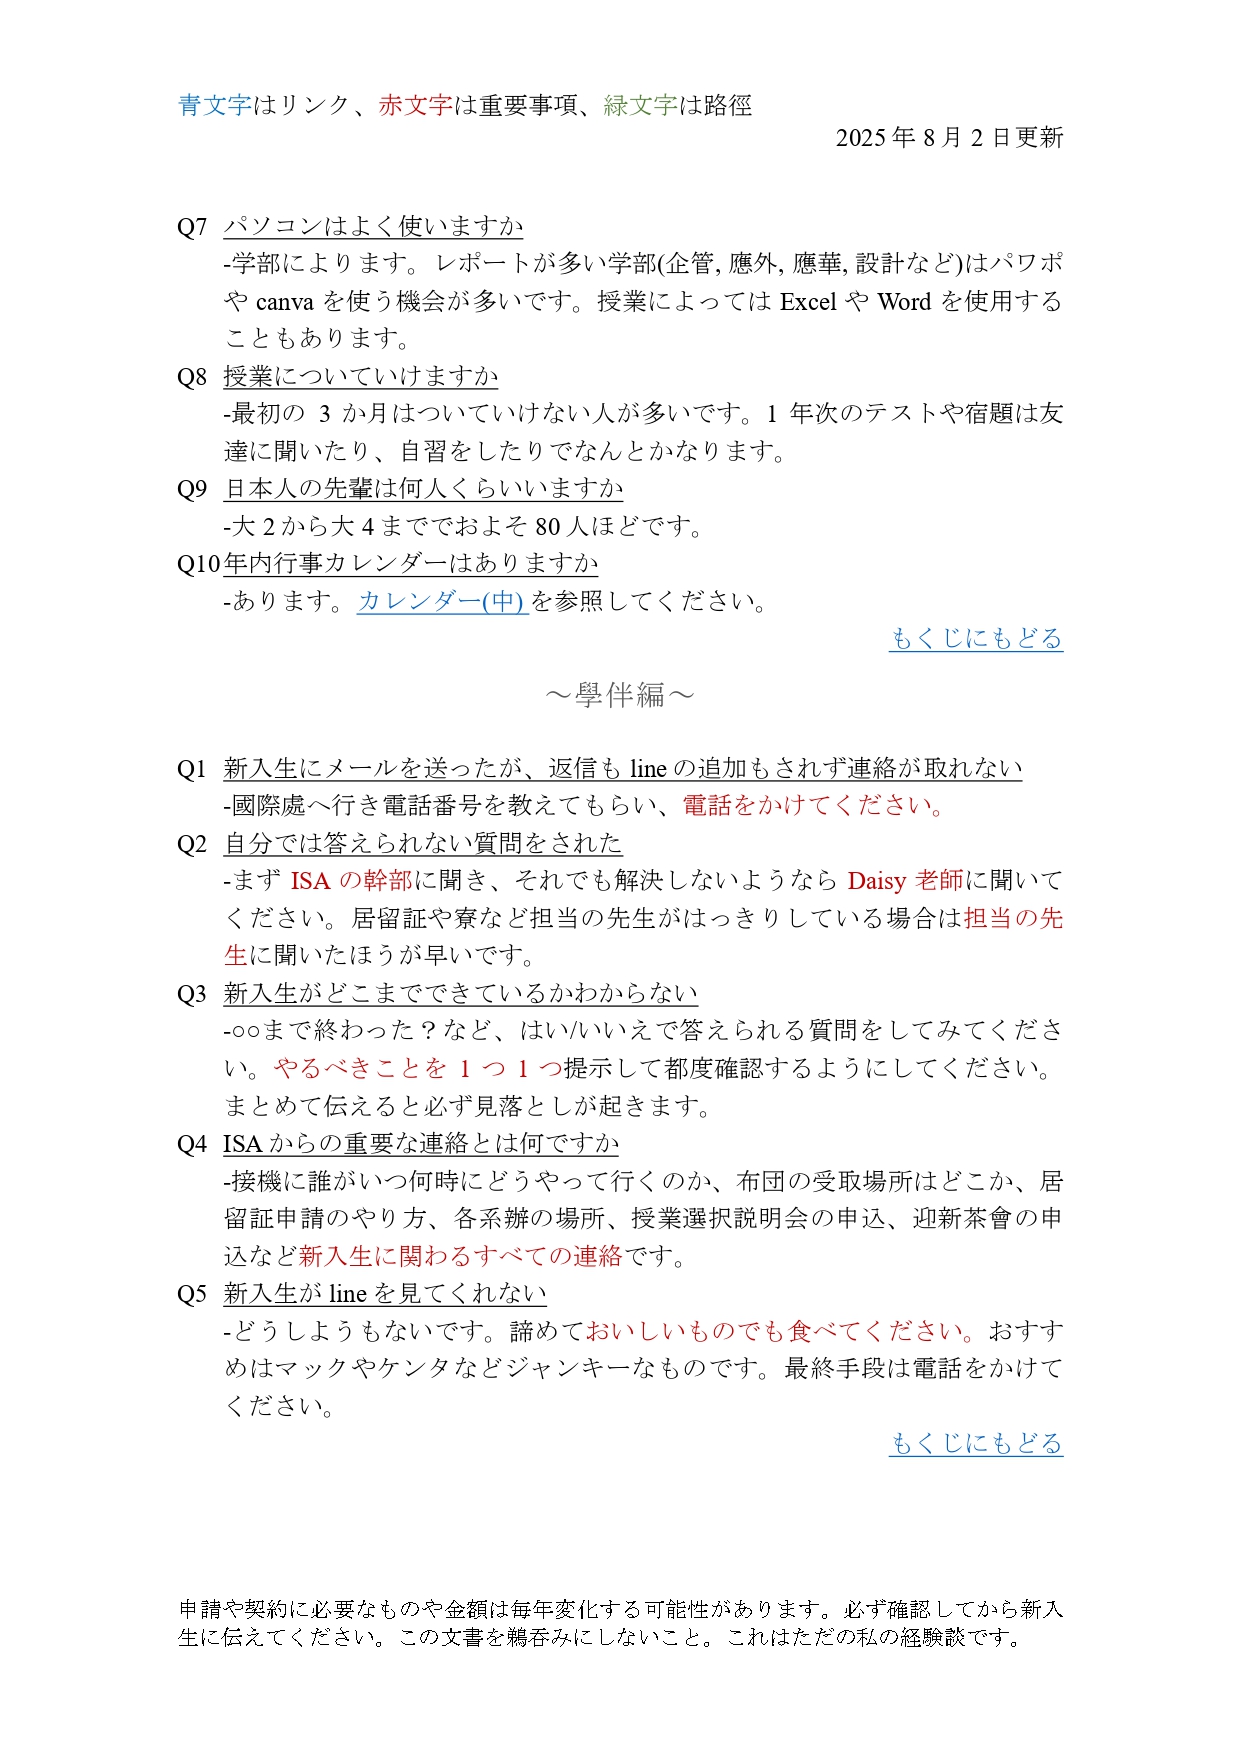 青文字はリンク、赤文字は重要事項、緑文字は路徑
2025年8月2日更新
Q7 パソコンはよく使いますか
-学部によります。レポートが多い学部(企管, 應外, 應華, 設計など)はパワポ
や canva を使う機会が多いです。授業によっては Excel や Word を使用する
こともあります。
Q8 授業についていけますか
-最初の 3 か月はついていけない人が多いです。1 年次のテストや宿題は友
達に聞いたり、自習をしたりでなんとかなります。
Q9 日本人の先輩は何人くらいいますか
-大2から大4まででおよそ80人ほどです。
Q10年内行事カレンダーはありますか
-あります。カレンダー(中)を参照してください。
もくじにもどる
～學伴編～
Q1 新入生にメールを送ったが、返信も line の追加もされず連絡が取れない
-國際處へ行き電話番号を教えてもらい、電話をかけてください。
Q2 自分では答えられない質問をされた
-まず ISA の幹部に聞き、それでも解決しないようなら Daisy 老師に聞いて
ください。居留証や寮など担当の先生がはっきりしている場合は担当の先
生に聞いたほうが早いです。
Q3 新入生がどこまでできているかわからない
-○○まで終わった？など、はい/いいえで答えられる質問をしてみてくださ
い。やるべきことを 1 つ 1 つ提示して都度確認するようにしてください。
まとめて伝えると必ず見落としが起きます。
Q4 ISAからの重要な連絡とは何ですか
-接機に誰がいつ何時にどうやって行くのか、布団の受取場所はどこか、居
留証申請のやり方、各系辦の場所、授業選択説明会の申込、迎新茶會の申
込など新入生に関わるすべての連絡です。
Q5 新入生が line を見てくれない
-どうしようもないです。諦めておいしいものでも食べてください。おすす
めはマックやケンタなどジャンキーなものです。最終手段は電話をかけて
ください。
もくじにもどる
申請や契約に必要なものや金額は毎年変化する可能性があります。必ず確認してから新入
生に伝えてください。この文書を鵜呑みにしないこと。これはただの私の経験談です。